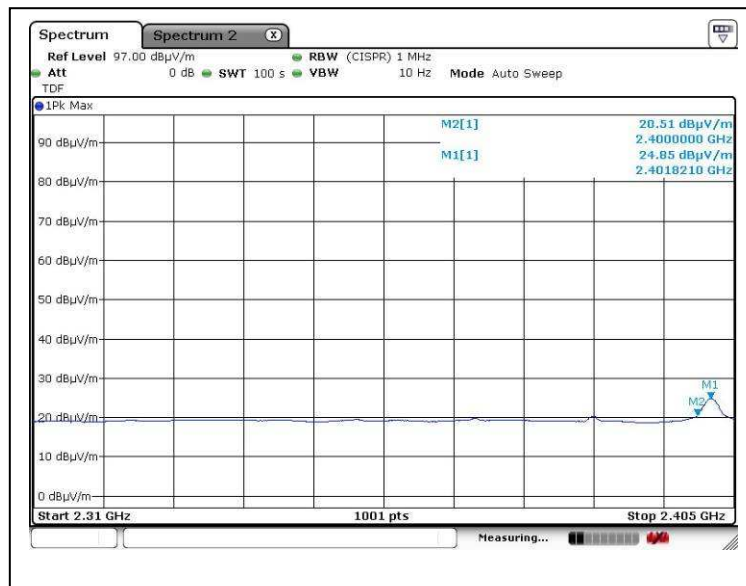 Spectrum Spectrum 2 X
Ref Level 97.00 dBµV/m RBW (CISPR) 1 MHz
Att 0 dB SWT 100 s VBW 10 Hz Mode Auto Sweep
TDF
1Pk Max
M2[1] 20.51 dBµV/m
2.4000000 GHz
M1[1] 24.85 dBµV/m
2.4018210 GHz
90 dBµV/m
80 dBµV/m
70 dBµV/m
60 dBµV/m
50 dBµV/m
40 dBµV/m
30 dBµV/m
M1
M2
20 dBµV/m
10 dBµV/m
0 dBµV/m
Start 2.31 GHz 1001 pts Stop 2.405 GHz
Measuring...